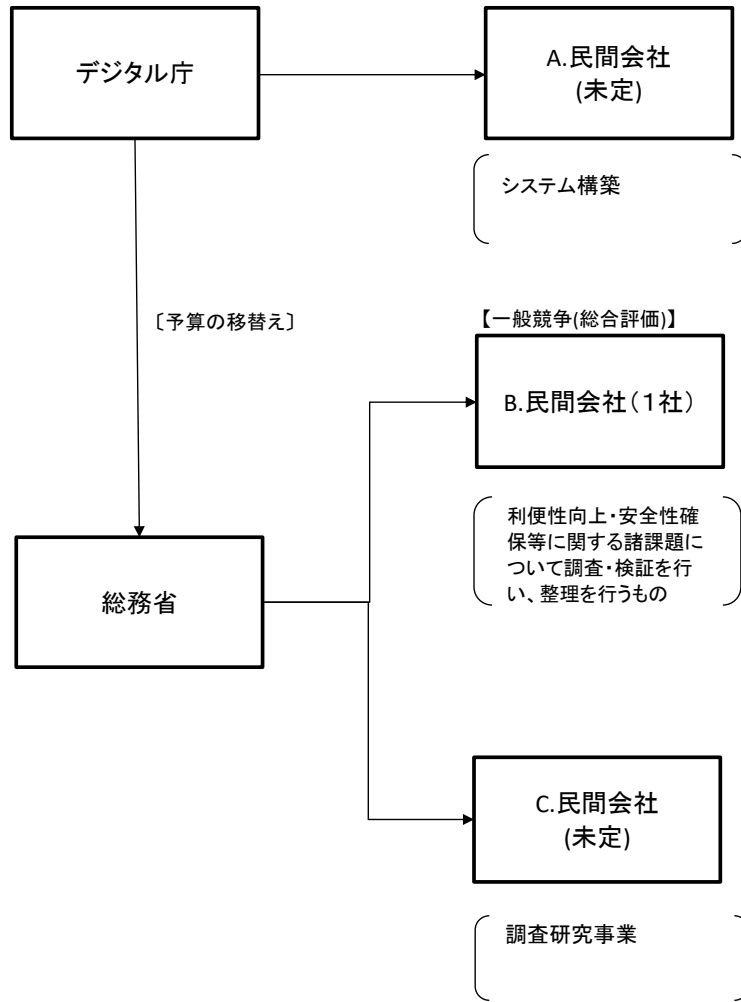 デジタル庁
A.民間会社
(未定)
システム構築
〔予算の移替え〕
【一般競争(総合評価)】
B.民間会社(１社)
利便性向上・安全性確
保等に関する諸課題に
ついて調査・検証を行
い、整理を行うもの
総務省
C.民間会社
(未定)
調査研究事業